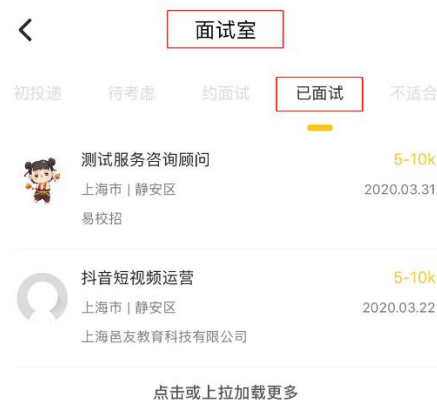 面试室
初投递 待考虑 约面试 已面试 不适合
测试服务咨询顾问 5-10k
上海市 | 静安区 2020.03.31
易校招
抖音短视频运营 5-10k
上海市 | 静安区 2020.03.22
上海邑友教育科技有限公司
点击或上拉加载更多